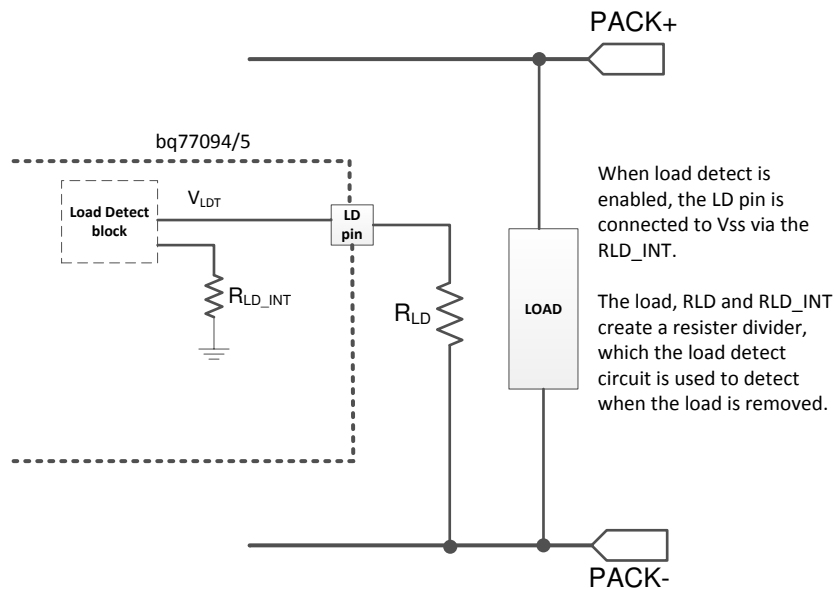 PACK+
bq77094/5
Load Detect
block
VLDT
LD
pin
RLD_INT
RLD
LOAD
When load detect is
enabled, the LD pin is
connected to Vss via the
RLD_INT.
The load, RLD and RLD_INT
create a resister divider,
which the load detect
circuit is used to detect
when the load is removed.
PACK-